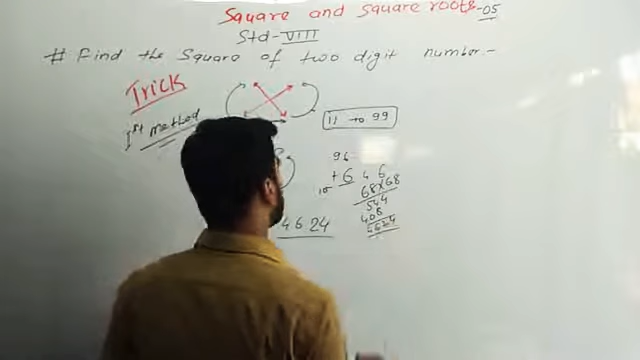 Square and square roots-05
Std-VIII
# Find the Square of two digit number.-
Trick
1st method
11 to 99
96
+ 6
4 6
68×68
544
408
4624
4624